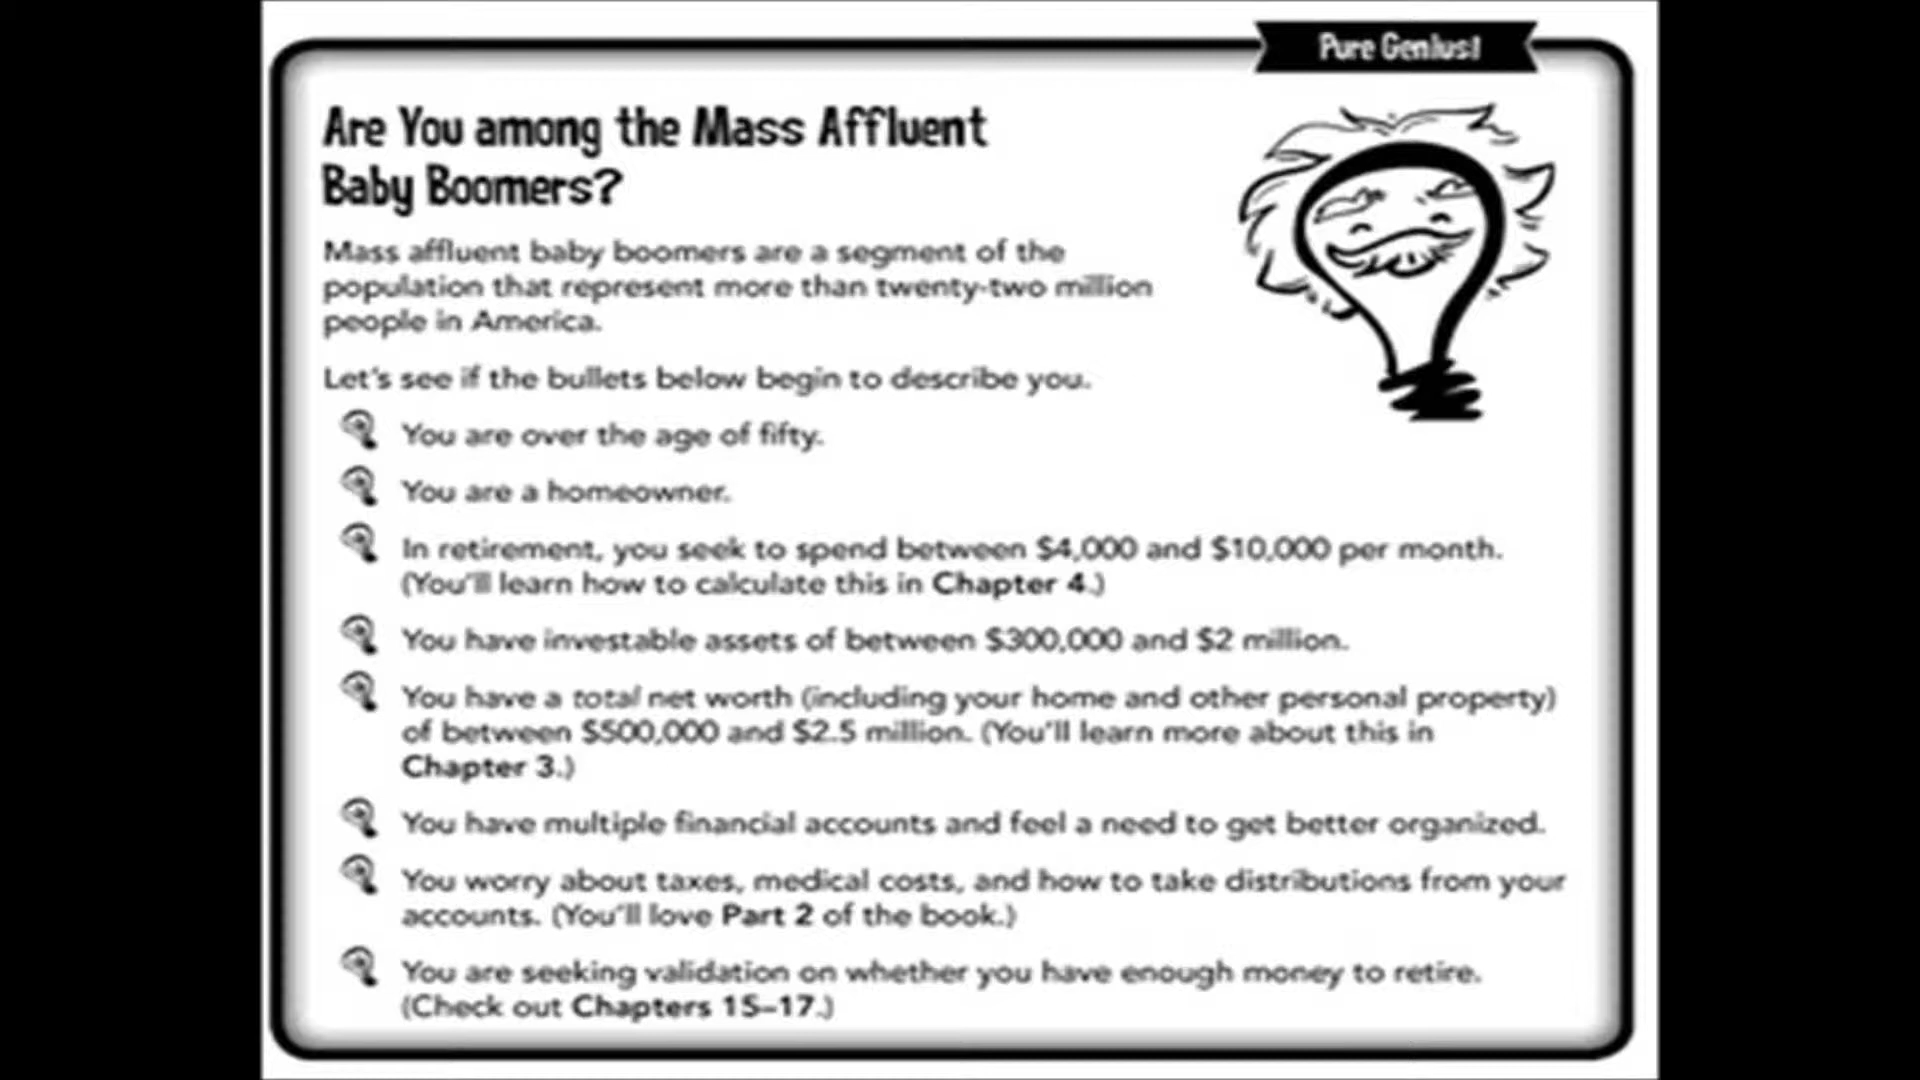 Pure Genius!
Are You among the Mass Affluent
Baby Boomers?
Mass affluent baby boomers are a segment of the
population that represent more than twenty-two million
people in America.
Let's see if the bullets below begin to describe you.
You are over the age of fifty.
You are a homeowner.
In retirement, you seek to spend between $4,000 and $10,000 per month.
(You'll learn how to calculate this in Chapter 4.)
You have investable assets of between $300,000 and $2 million.
You have a total net worth (including your home and other personal property)
of between $500,000 and $2.5 million. (You'll learn more about this in
Chapter 3.)
You have multiple financial accounts and feel a need to get better organized.
You worry about taxes, medical costs, and how to take distributions from your
accounts. (You'll love Part 2 of the book.)
You are seeking validation on whether you have enough money to retire.
(Check out Chapters 15–17.)